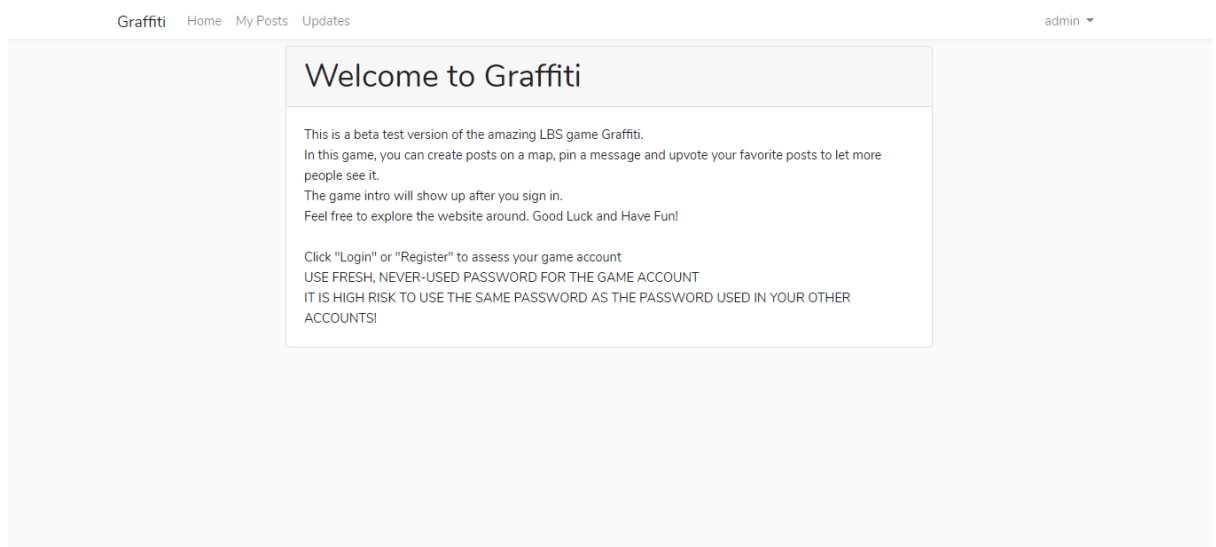 Graffiti Home My Posts Updates admin
Welcome to Graffiti
This is a beta test version of the amazing LBS game Graffiti.
In this game, you can create posts on a map, pin a message and upvote your favorite posts to let more
people see it.
The game intro will show up after you sign in.
Feel free to explore the website around. Good Luck and Have Fun!
Click "Login" or "Register" to assess your game account
USE FRESH, NEVER-USED PASSWORD FOR THE GAME ACCOUNT
IT IS HIGH RISK TO USE THE SAME PASSWORD AS THE PASSWORD USED IN YOUR OTHER
ACCOUNTS!